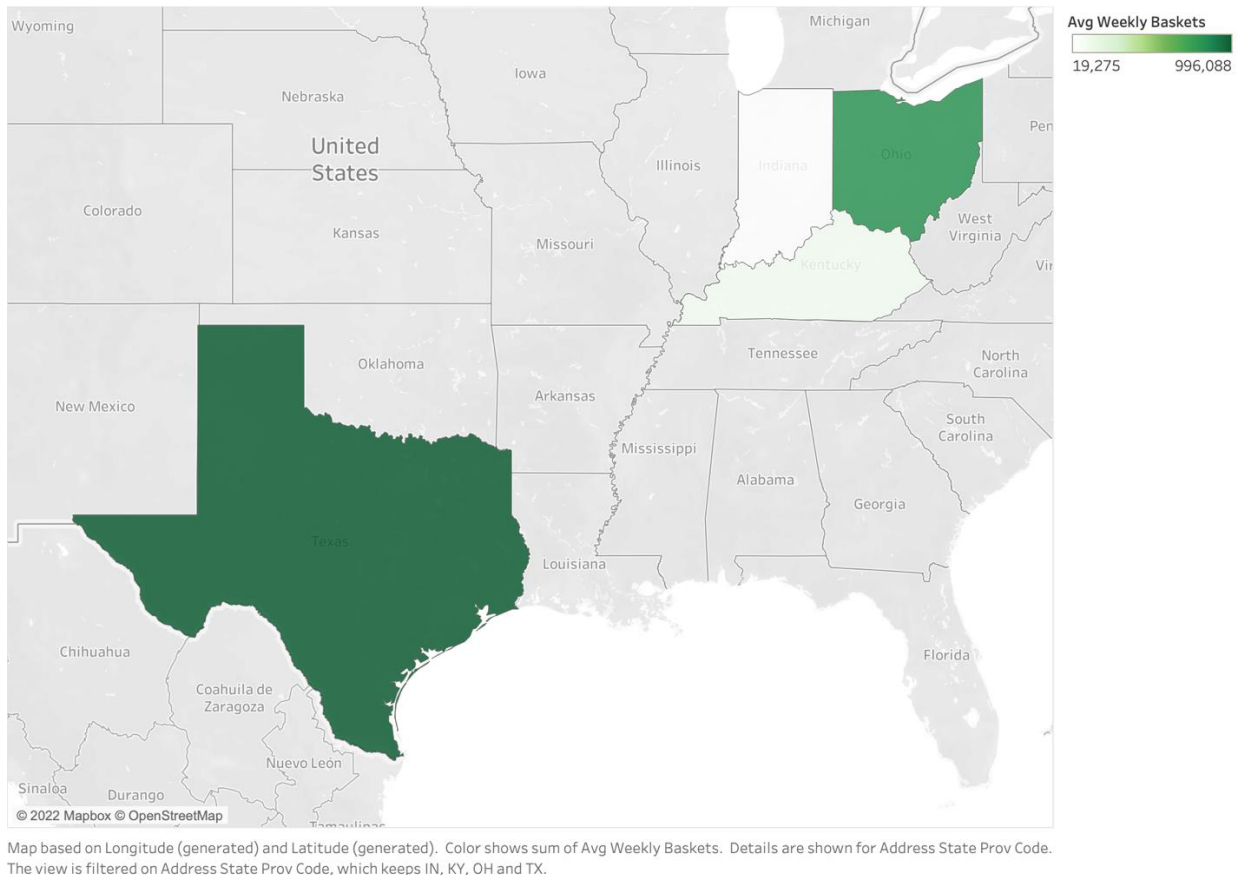 Wyoming
Michigan
Iowa
Nebraska
United
States
Illinois
Indiana
Ohio
Pen
Colorado
Kansas
Missouri
West
Virginia
Vir
Kentucky
Oklahoma
Tennessee
North
Carolina
New Mexico
Arkansas
South
Carolina
Mississippi
Alabama
Georgia
Texas
Louisiana
Chihuahua
Florida
Coahuila de
Zaragoza
Nuevo León
Sinaloa
Durango
Tamaulipas
© 2022 Mapbox © OpenStreetMap
Avg Weekly Baskets
19,275 996,088
Map based on Longitude (generated) and Latitude (generated). Color shows sum of Avg Weekly Baskets. Details are shown for Address State Prov Code.
The view is filtered on Address State Prov Code, which keeps IN, KY, OH and TX.